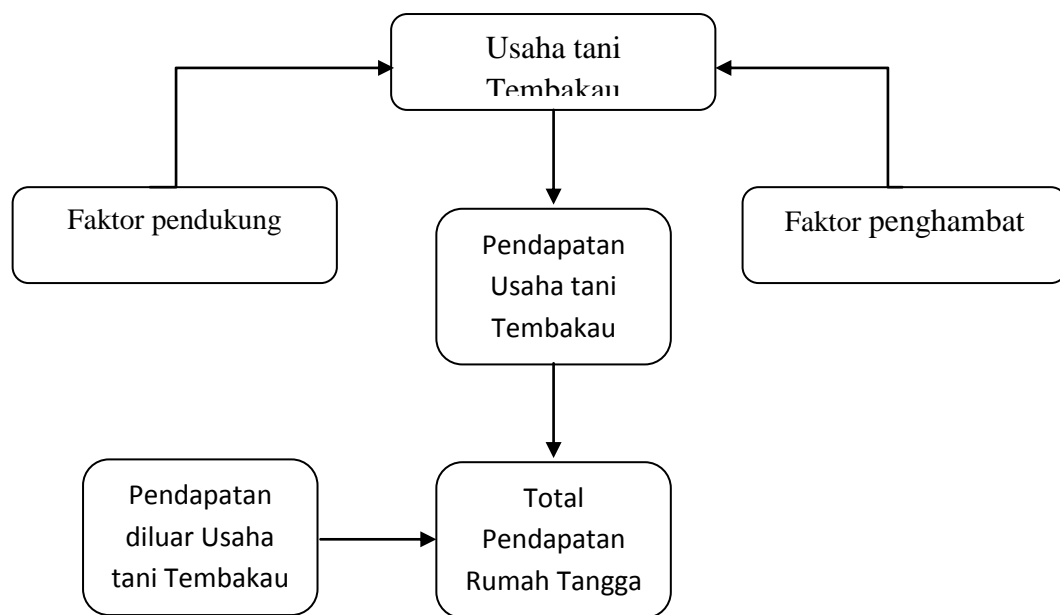 Usaha tani
Tembakau
Faktor pendukung
Faktor penghambat
Pendapatan
Usaha tani
Tembakau
Pendapatan
diluar Usaha
tani Tembakau
Total
Pendapatan
Rumah Tangga